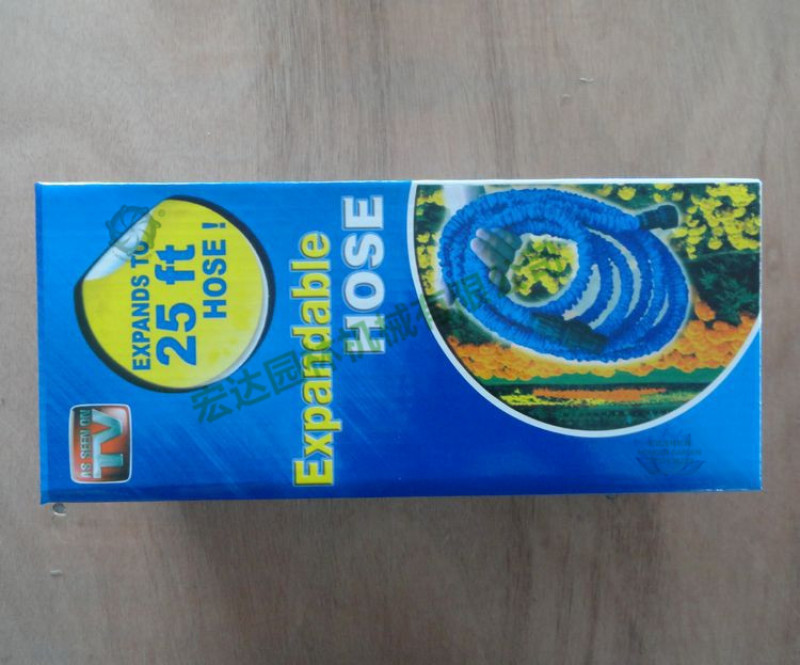 EXPANDS TO
25 ft
HOSE !
Expandable
HOSE
AS SEEN ON
TV
宏达园林机械有限
®